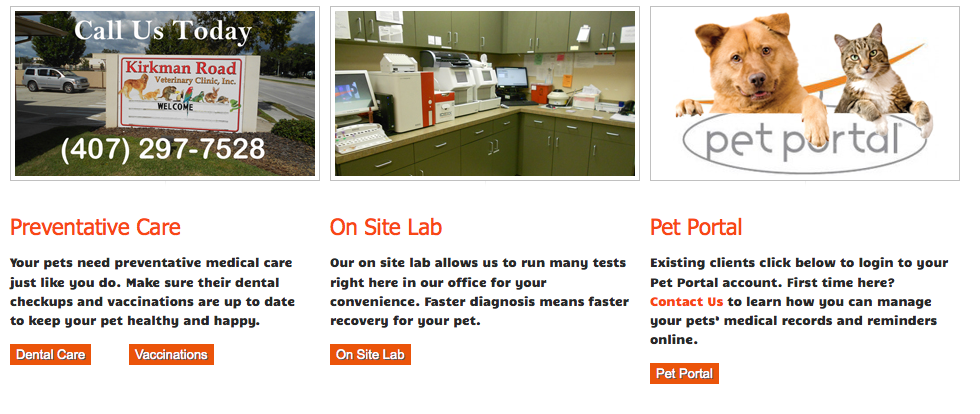 Call Us Today
Kirkman Road
Veterinary Clinic, Inc.
WELCOME
(407) 297-7528
pet portal
Preventative Care
Your pets need preventative medical care
just like you do. Make sure their dental
checkups and vaccinations are up to date
to keep your pet healthy and happy.
Dental Care
Vaccinations
On Site Lab
Our on site lab allows us to run many tests
right here in our office for your
convenience. Faster diagnosis means faster
recovery for your pet.
On Site Lab
Pet Portal
Existing clients click below to login to your
Pet Portal account. First time here?
Contact Us to learn how you can manage
your pets' medical records and reminders
online.
Pet Portal